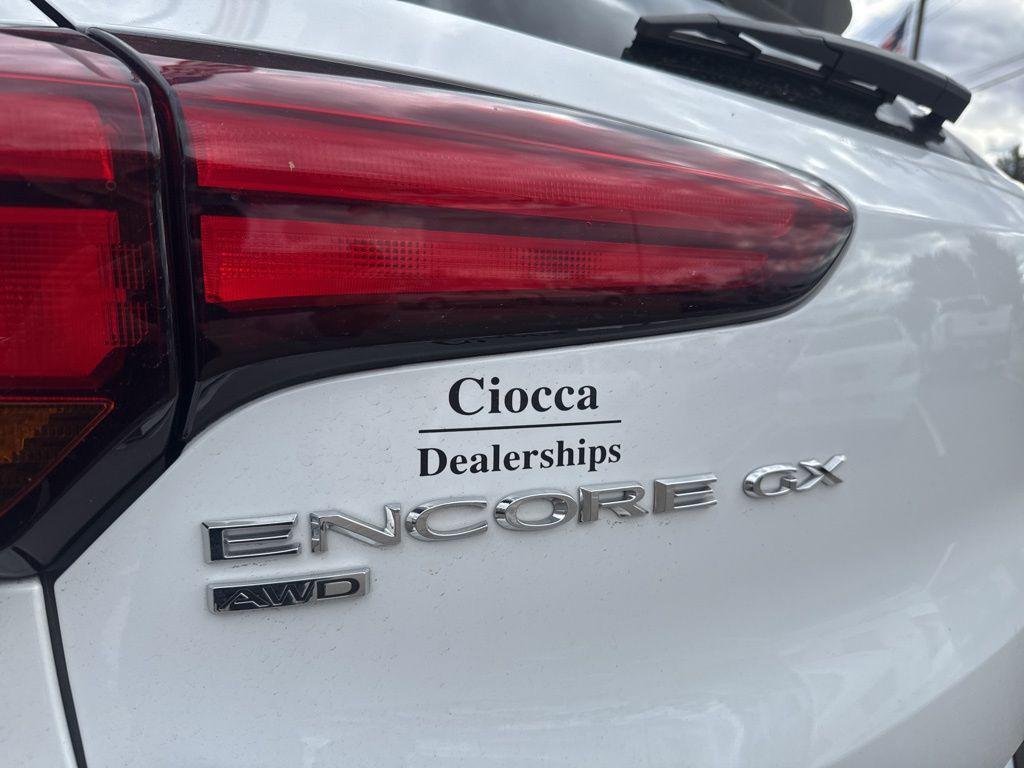 Ciocca
Dealerships
ENCORE GX
AWD